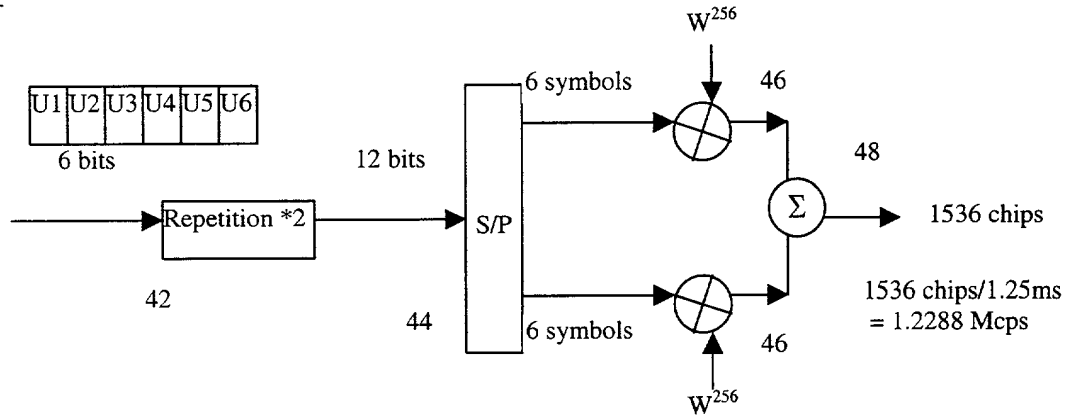 W^256
6 symbols
46
U1 U2 U3 U4 U5 U6
6 bits
12 bits
48
Repetition *2
S/P
Σ
1536 chips
42
44
6 symbols
46
1536 chips/1.25ms
= 1.2288 Mcps
W^256